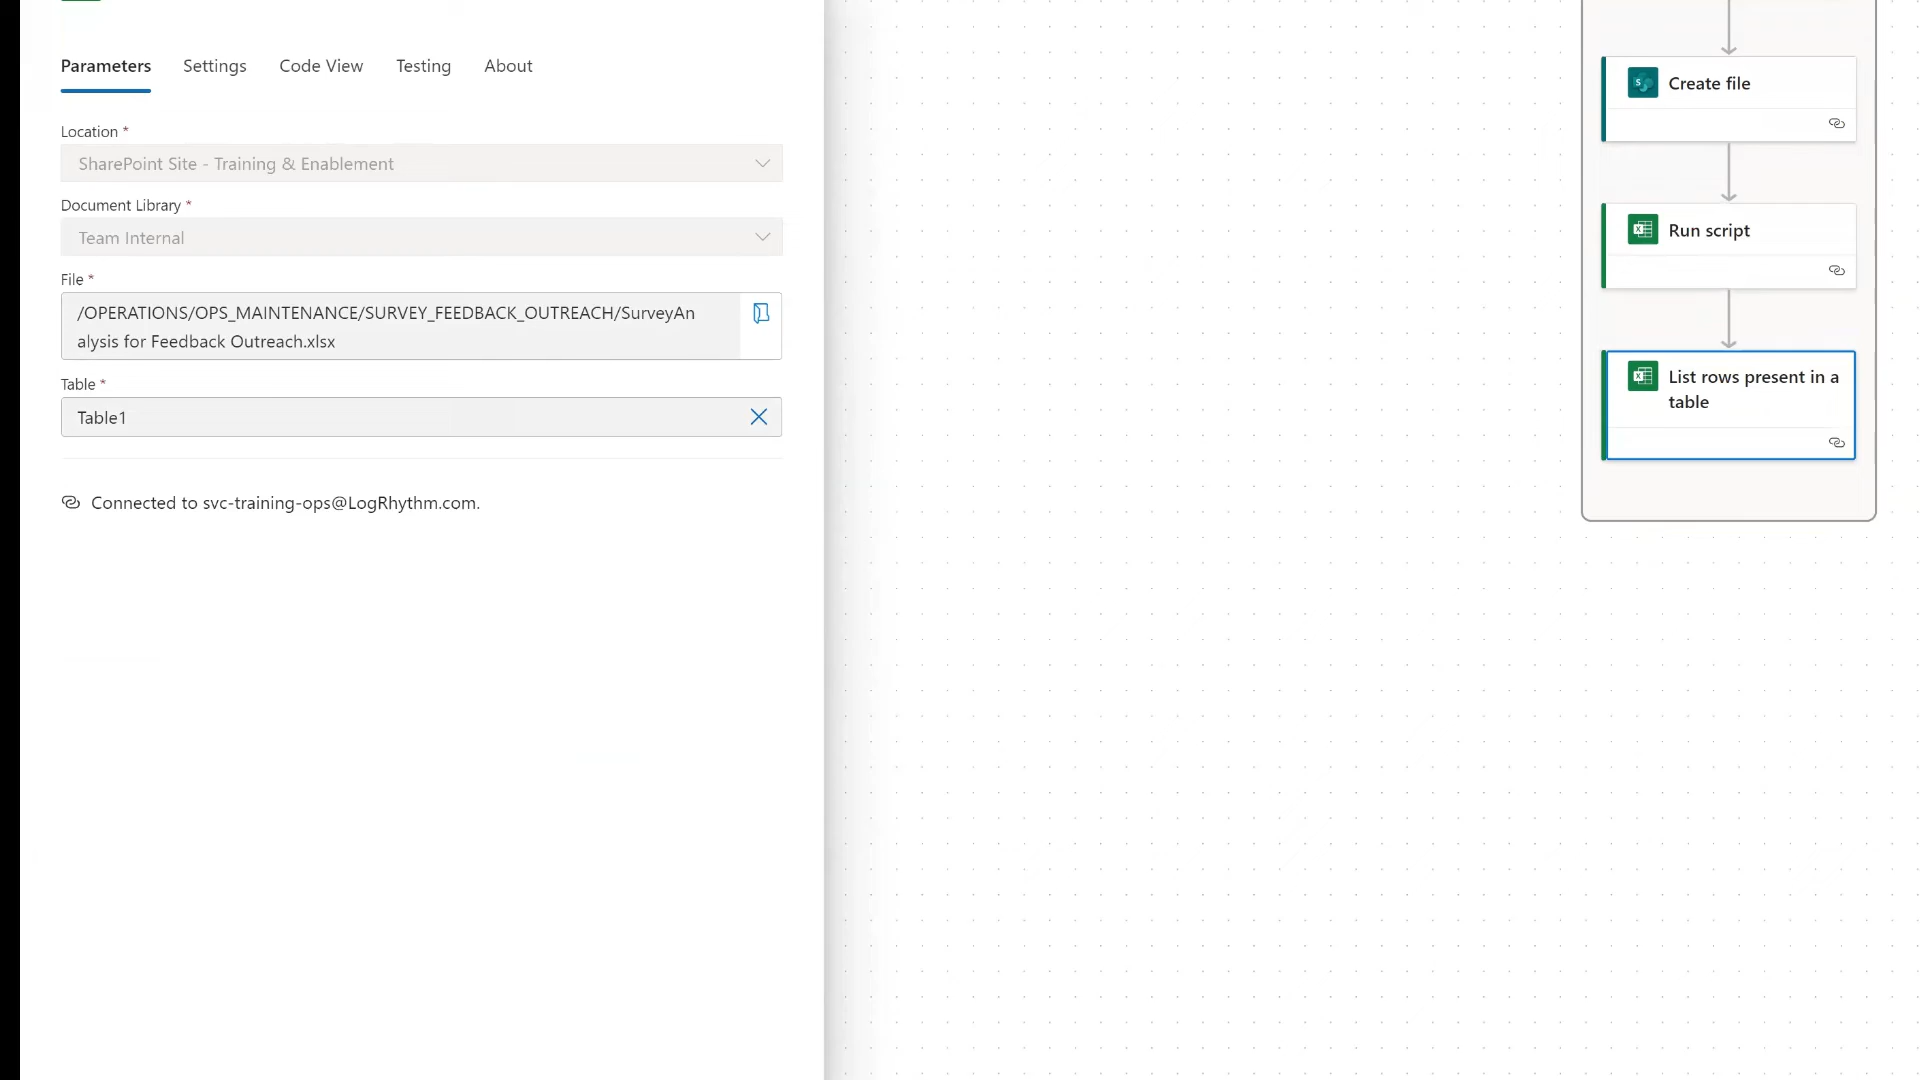 Parameters Settings Code View Testing About
Location *
SharePoint Site - Training & Enablement
Document Library *
Team Internal
File *
/OPERATIONS/OPS_MAINTENANCE/SURVEY_FEEDBACK_OUTREACH/SurveyAn
alysis for Feedback Outreach.xlsx
Table *
Table1
Connected to svc-training-ops@LogRhythm.com.
Create file
Run script
List rows present in a
table